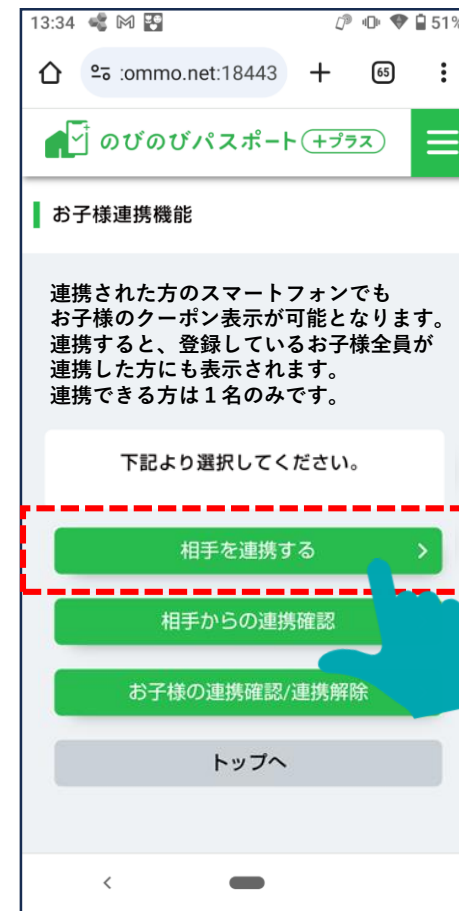 13:34 51%
:ommo.net:18443 65
のびのびパスポート +プラス
お子様連携機能
連携された方のスマートフォンでも
お子様のクーポン表示が可能となります。
連携すると、登録しているお子様全員が
連携した方にも表示されます。
連携できる方は１名のみです。
下記より選択してください。
相手を連携する
相手からの連携確認
お子様の連携確認/連携解除
トップへ